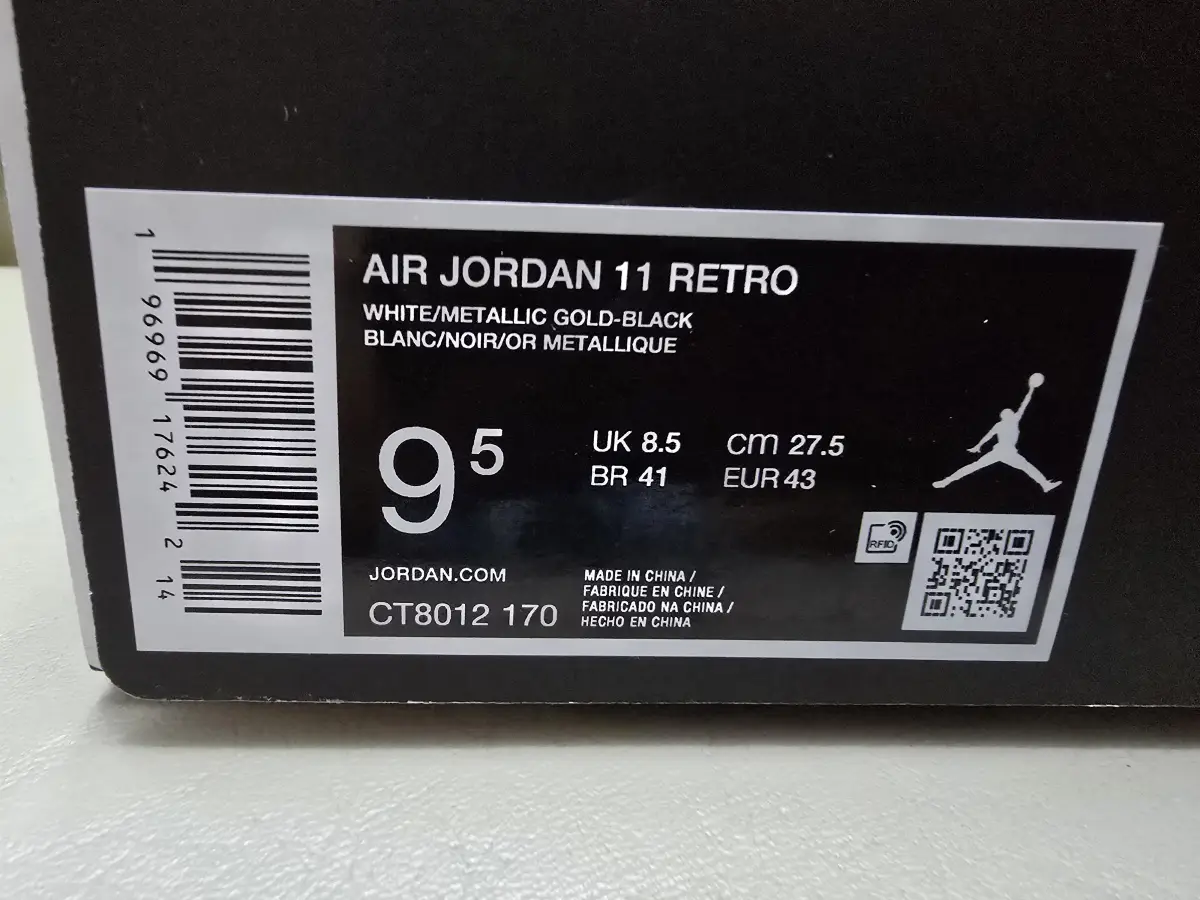 1 96969 17624 2 14
AIR JORDAN 11 RETRO
WHITE/METALLIC GOLD-BLACK
BLANC/NOIR/OR METALLIQUE
9 5
UK 8.5 cm 27.5
BR 41 EUR 43
RFID
JORDAN.COM
CT8012 170
MADE IN CHINA /
FABRIQUE EN CHINE /
FABRICADO NA CHINA /
HECHO EN CHINA